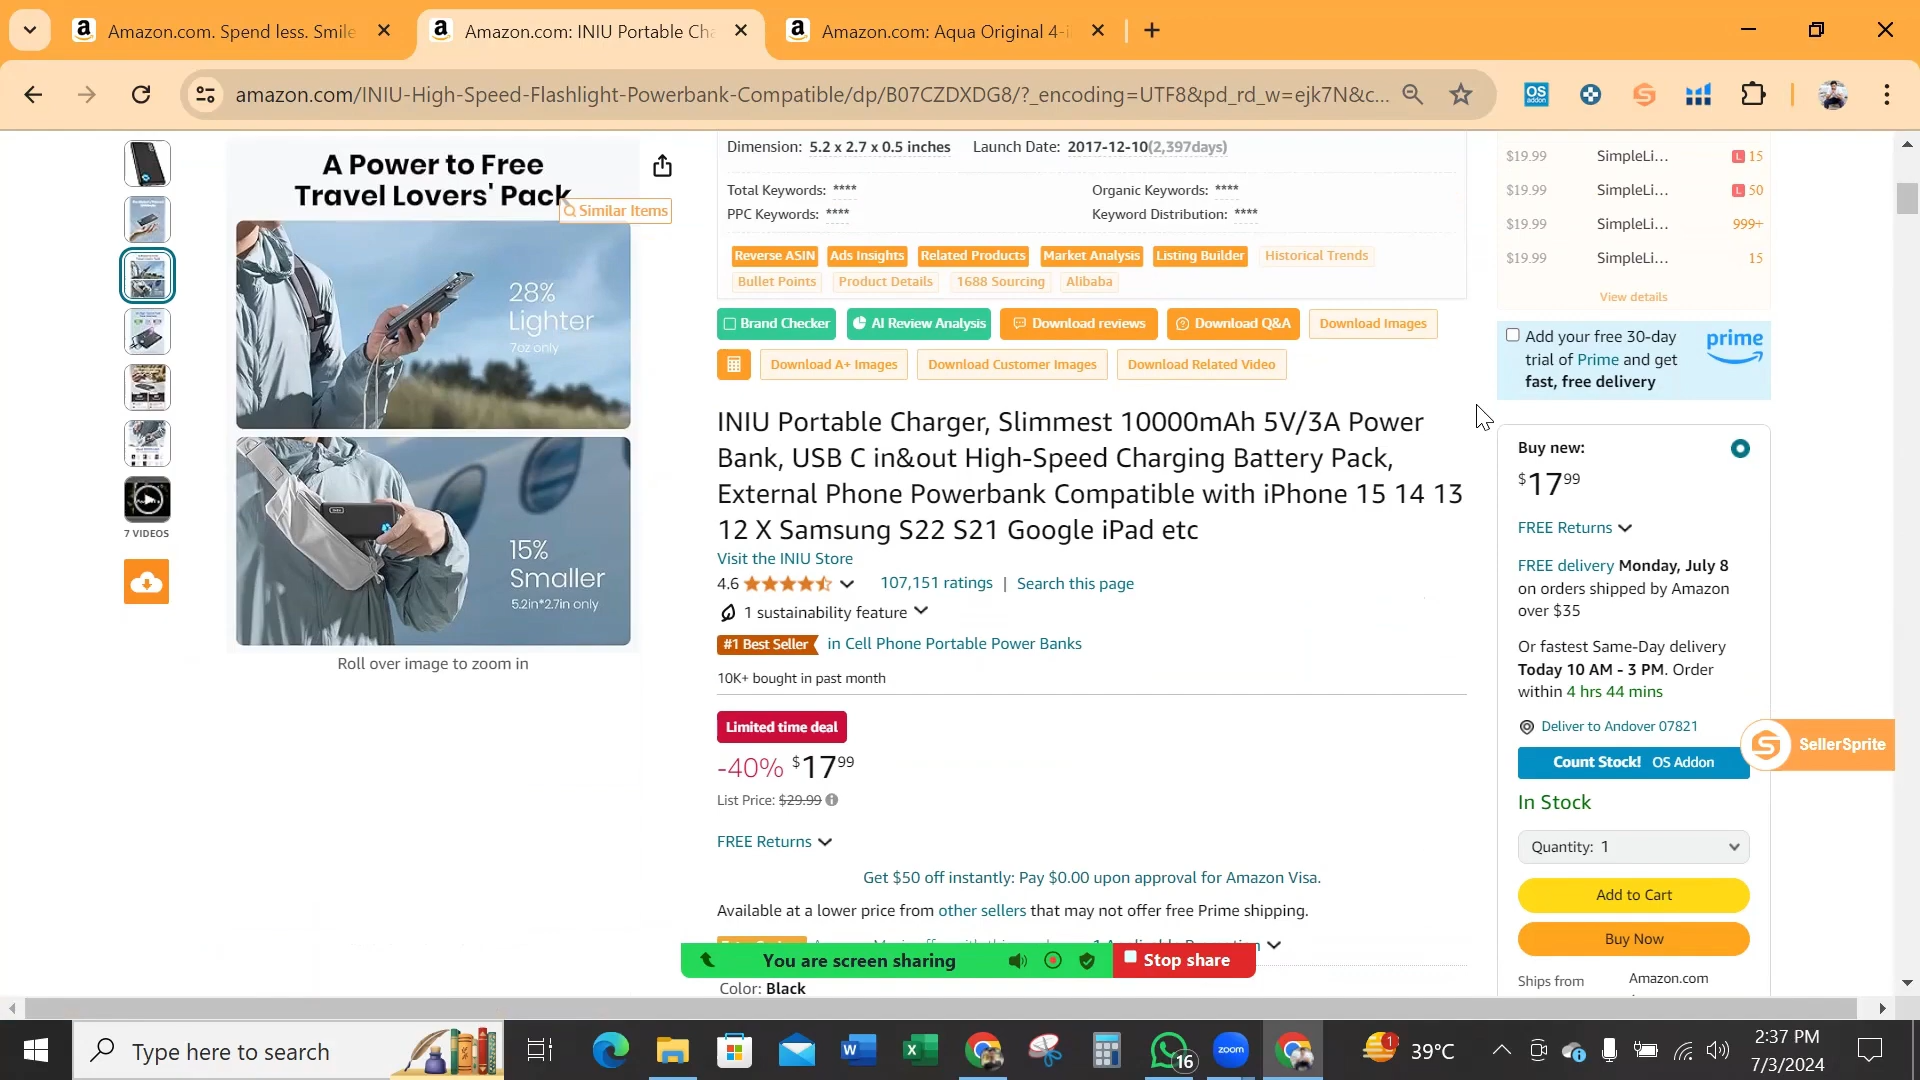 Amazon.com. Spend less. Smile
Amazon.com: INIU Portable Cha
Amazon.com: Aqua Original 4-i
amazon.com/INIU-High-Speed-Flashlight-Powerbank-Compatible/dp/B07CZDXDG8/?_encoding=UTF8&pd_rd_w=ejk7N&c...
OS
addon
7 VIDEOS
A Power to Free
Travel Lovers' Pack
Similar Items
28%
Lighter
7oz only
15%
Smaller
5.2in*2.7in only
Roll over image to zoom in
Dimension: 5.2 x 2.7 x 0.5 inches Launch Date: 2017-12-10(2,397days)
Total Keywords: **** Organic Keywords: ****
PPC Keywords: **** Keyword Distribution: ****
Reverse ASIN Ads Insights Related Products Market Analysis Listing Builder Historical Trends
Bullet Points Product Details 1688 Sourcing Alibaba
Brand Checker AI Review Analysis Download reviews Download Q&A Download Images
Download A+ Images Download Customer Images Download Related Video
INIU Portable Charger, Slimmest 10000mAh 5V/3A Power
Bank, USB C in&out High-Speed Charging Battery Pack,
External Phone Powerbank Compatible with iPhone 15 14 13
12 X Samsung S22 S21 Google iPad etc
Visit the INIU Store
4.6 107,151 ratings | Search this page
1 sustainability feature
#1 Best Seller in Cell Phone Portable Power Banks
10K+ bought in past month
Limited time deal
-40% $17 99
List Price: $29.99
FREE Returns
Get $50 off instantly: Pay $0.00 upon approval for Amazon Visa.
Available at a lower price from other sellers that may not offer free Prime shipping.
Color: Black
$19.99 SimpleLi... L 15
$19.99 SimpleLi... L 50
$19.99 SimpleLi... 999+
$19.99 SimpleLi... 15
View details
Add your free 30-day
trial of Prime and get
fast, free delivery
prime
Buy new:
$17 99
FREE Returns
FREE delivery Monday, July 8
on orders shipped by Amazon
over $35
Or fastest Same-Day delivery
Today 10 AM - 3 PM. Order
within 4 hrs 44 mins
Deliver to Andover 07821
Count Stock! OS Addon
SellerSprite
In Stock
Quantity: 1
Add to Cart
Buy Now
Ships from Amazon.com
You are screen sharing Stop share
Type here to search
zoom
16
1
39°C
2:37 PM
7/3/2024